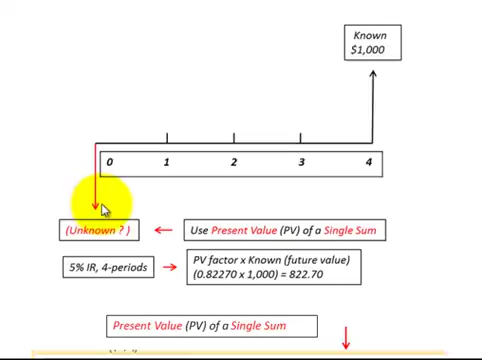 Known
$1,000
0 1 2 3 4
(Unknown ? )
Use Present Value (PV) of a Single Sum
5% IR, 4-periods
PV factor x Known (future value)
(0.82270 x 1,000) = 822.70
Present Value (PV) of a Single Sum